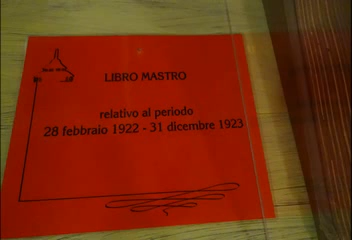 LIBRO MASTRO
relativo al periodo
28 febbraio 1922 - 31 dicembre 1923